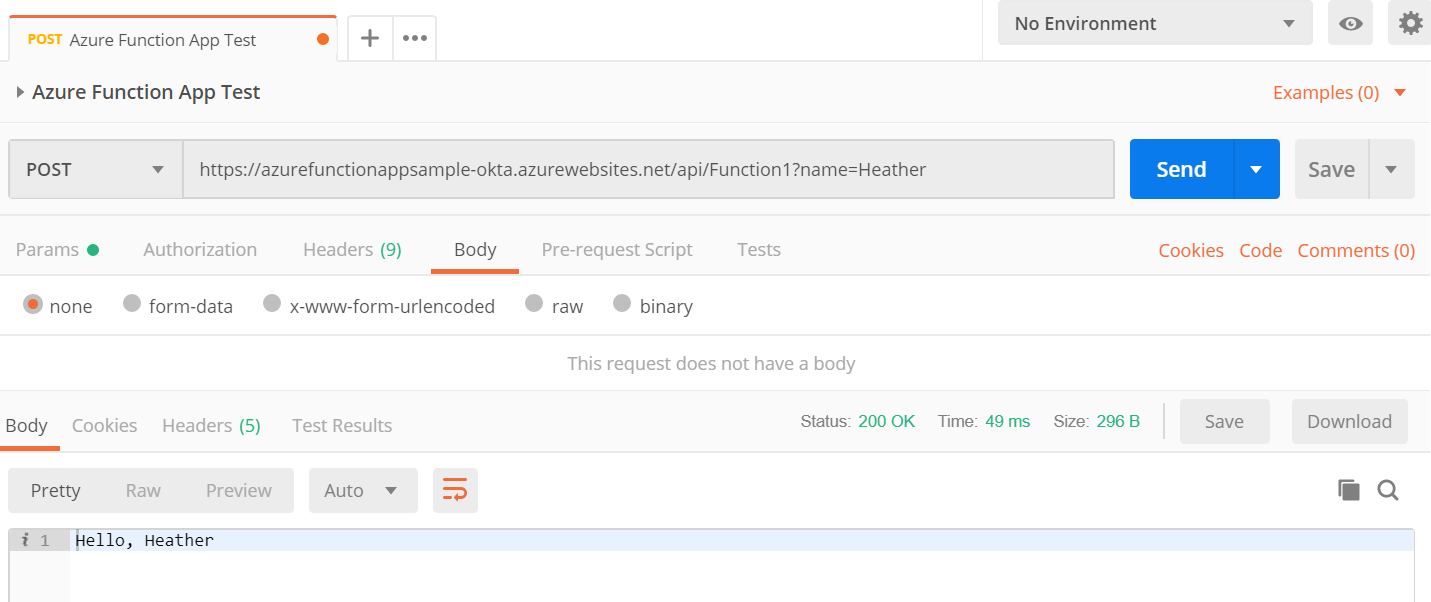 POST Azure Function App Test
No Environment
Azure Function App Test
Examples (0)
POST
https://azurefunctionappsample-okta.azurewebsites.net/api/Function1?name=Heather
Send
Save
Params Authorization Headers (9) Body Pre-request Script Tests
Cookies Code Comments (0)
none form-data x-www-form-urlencoded raw binary
This request does not have a body
Body Cookies Headers (5) Test Results
Status: 200 OK Time: 49 ms Size: 296 B
Save Download
Pretty Raw Preview Auto
i 1 Hello, Heather